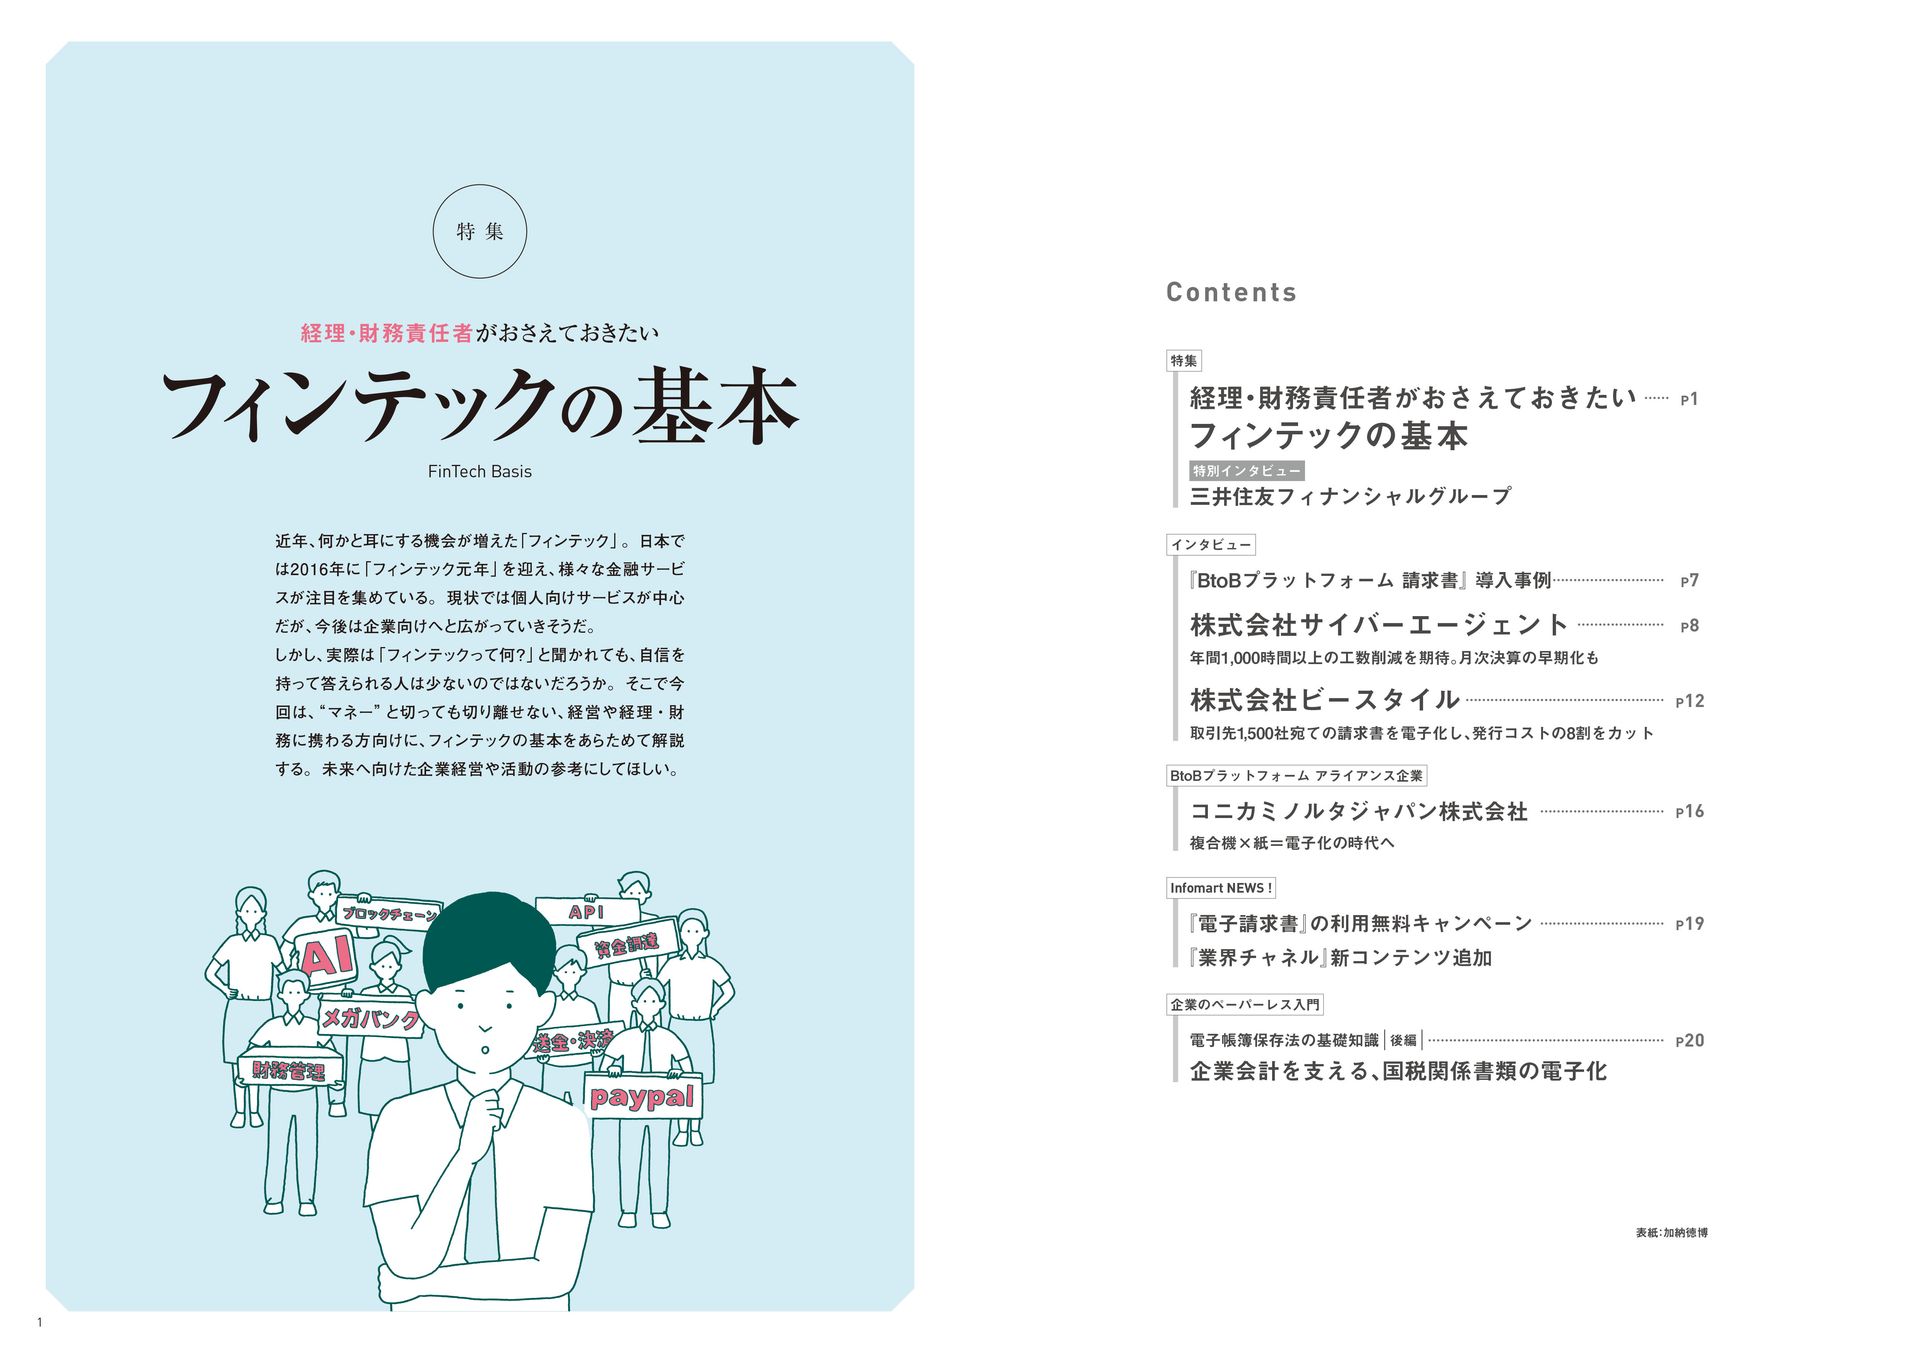 特集
経理・財務責任者がおさえておきたい
フィンテックの基本
FinTech Basis
近年、何かと耳にする機会が増えた「フィンテック」。日本で
は2016年に「フィンテック元年」を迎え、様々な金融サービ
スが注目を集めている。現状では個人向けサービスが中心
だが、今後は企業向けへと広がっていきそうだ。
しかし、実際は「フィンテックって何?」と聞かれても、自信を
持って答えられる人は少ないのではないだろうか。そこで今
回は、“マネー”と切っても切り離せない、経営や経理・財
務に携わる方向けに、フィンテックの基本をあらためて解説
する。未来へ向けた企業経営や活動の参考にしてほしい。
ブロックチェーン
API
AI
資金調達
メガバンク
送金・決済
財務管理
paypal
1
Contents
特集
経理・財務責任者がおさえておきたい …… P1
フィンテックの基本
特別インタビュー
三井住友フィナンシャルグループ
インタビュー
『BtoBプラットフォーム 請求書』 導入事例 …… P7
株式会社サイバーエージェント …… P8
年間1,000時間以上の工数削減を期待。月次決算の早期化も
株式会社ビースタイル …… P12
取引先1,500社宛ての請求書を電子化し、発行コストの8割をカット
BtoBプラットフォーム アライアンス企業
コニカミノルタジャパン株式会社 …… P16
複合機×紙=電子化の時代へ
Infomart NEWS !
『電子請求書』の利用無料キャンペーン …… P19
『業界チャネル』新コンテンツ追加
企業のペーパーレス入門
電子帳簿保存法の基礎知識|後編| …… P20
企業会計を支える、国税関係書類の電子化
表紙:加納徳博